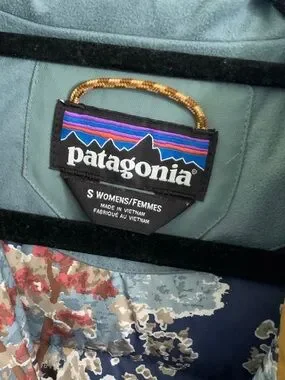 patagonia®
S WOMENS/FEMMES
MADE IN VIETNAM
FABRIQUÉ AU VIETNAM